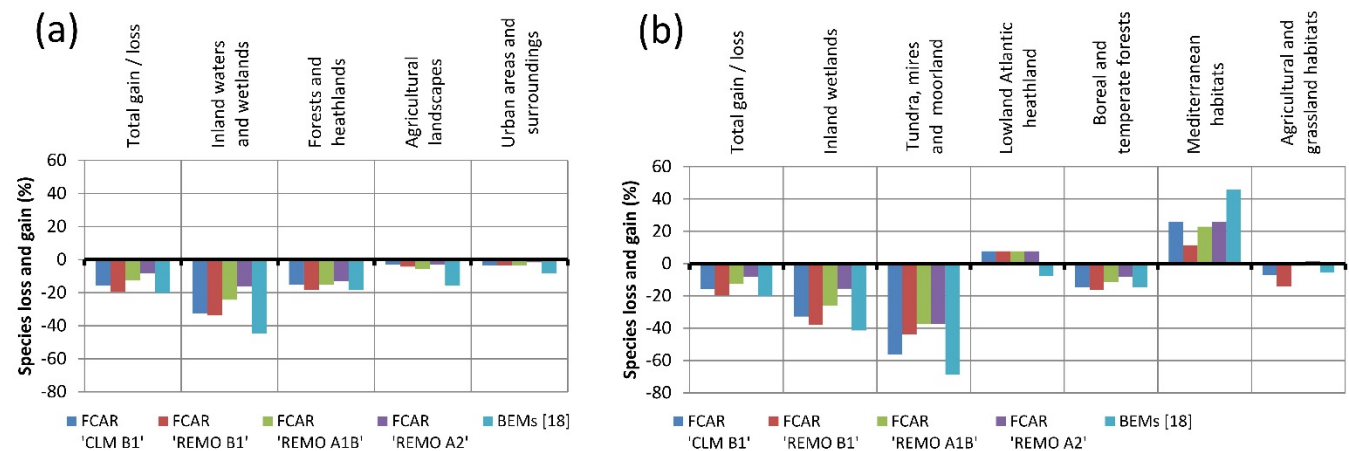 (a)
Total gain / loss
Inland waters
and wetlands
Forests and
heathlands
Agricultural
landscapes
Urban areas and
surroundings
Species loss and gain (%)
60
40
20
0
-20
-40
-60
-80
FCAR
'CLM B1'
FCAR
'REMO B1'
FCAR
'REMO A1B'
FCAR
'REMO A2'
BEMs [18]
(b)
Total gain / loss
Inland wetlands
Tundra, mires
and moorland
Lowland Atlantic
heathland
Boreal and
temperate forests
Mediterranean
habitats
Agricultural and
grassland habitats
Species loss and gain (%)
60
40
20
0
-20
-40
-60
-80
FCAR
'CLM B1'
FCAR
'REMO B1'
FCAR
'REMO A1B'
FCAR
'REMO A2'
BEMs [18]